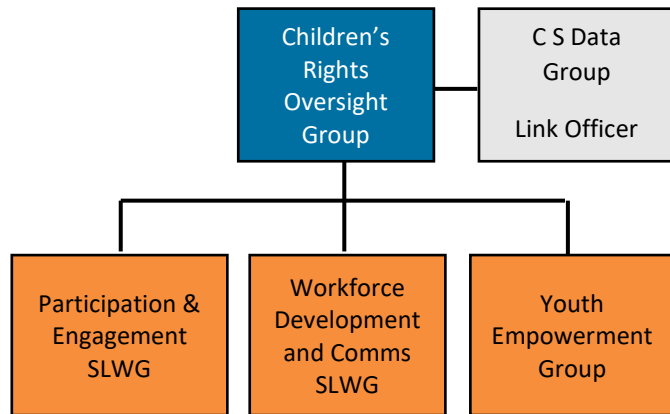 Children’s
Rights
Oversight
Group
C S Data
Group
Link Officer
Participation &
Engagement
SLWG
Workforce
Development
and Comms
SLWG
Youth
Empowerment
Group